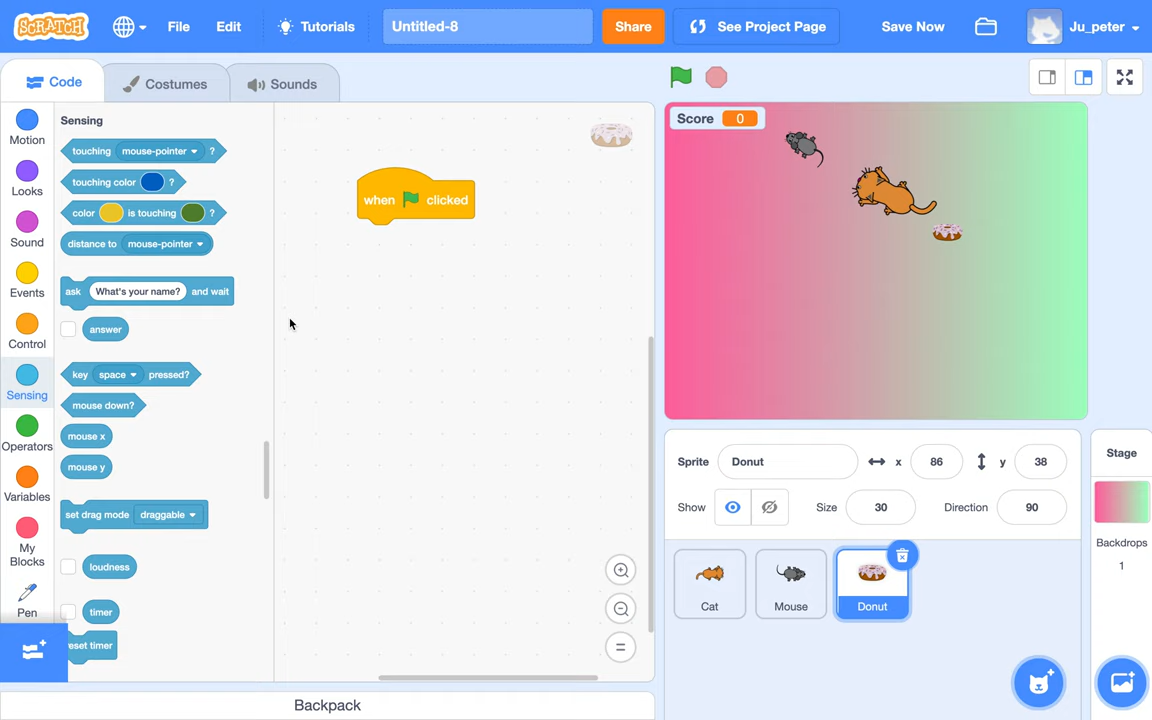 SCRATCH File Edit Tutorials Untitled-8 Share See Project Page Save Now Ju_peter
Code Costumes Sounds
Motion
Looks
Sound
Events
Control
Sensing
Operators
Variables
My
Blocks
Pen
Sensing
touching mouse-pointer ?
touching color ?
color is touching ?
distance to mouse-pointer
ask What's your name? and wait
answer
key space pressed?
mouse down?
mouse x
mouse y
set drag mode draggable
loudness
timer
reset timer
when clicked
Score 0
Sprite Donut x 86 y 38
Show Size 30 Direction 90
Cat Mouse Donut
Stage
Backdrops
1
Backpack